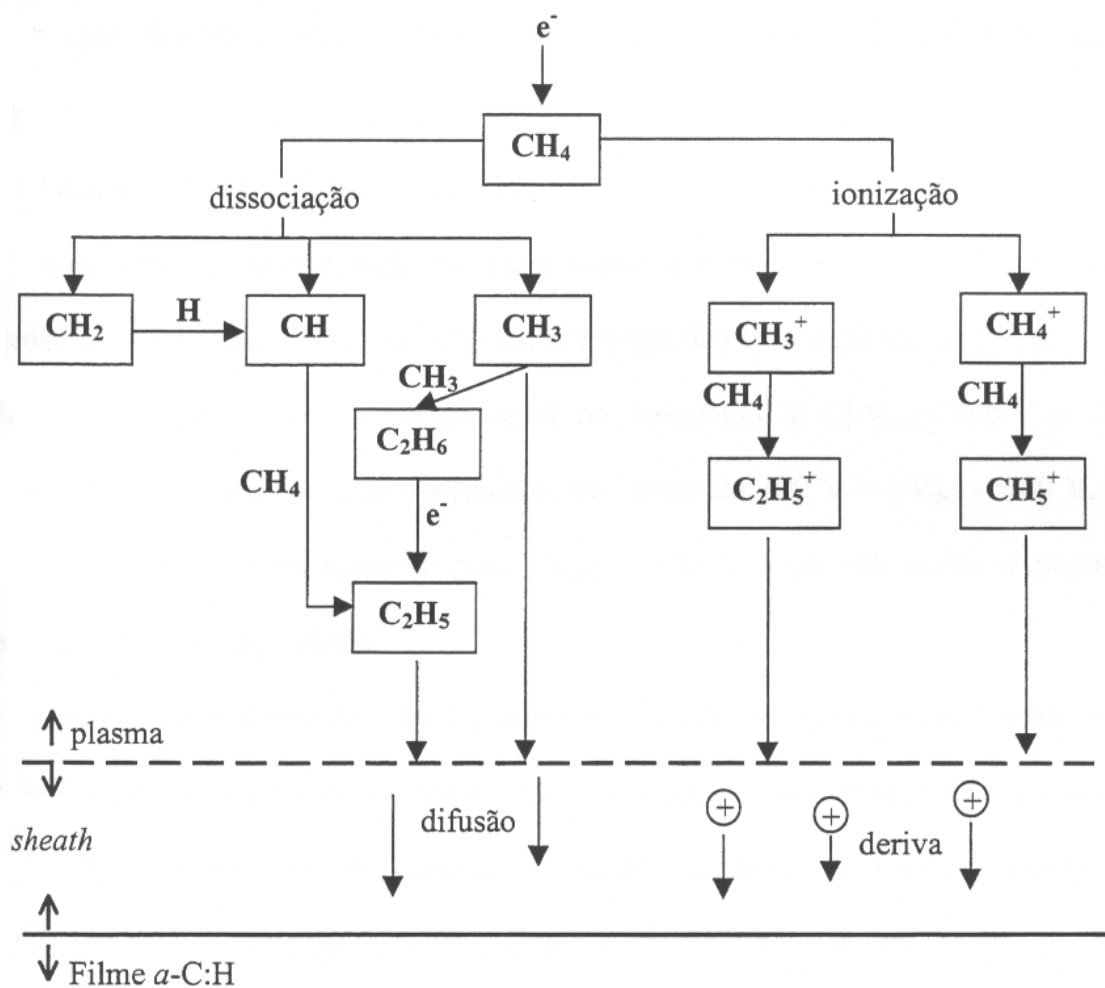 e⁻
CH₄
dissociação
ionização
CH₂
H
CH
CH₃
CH₃⁺
CH₄⁺
CH₃
CH₄
CH₄
C₂H₆
CH₄
e⁻
C₂H₅⁺
CH₅⁺
C₂H₅
plasma
difusão
+
+
+
deriva
sheath
Filme a-C:H